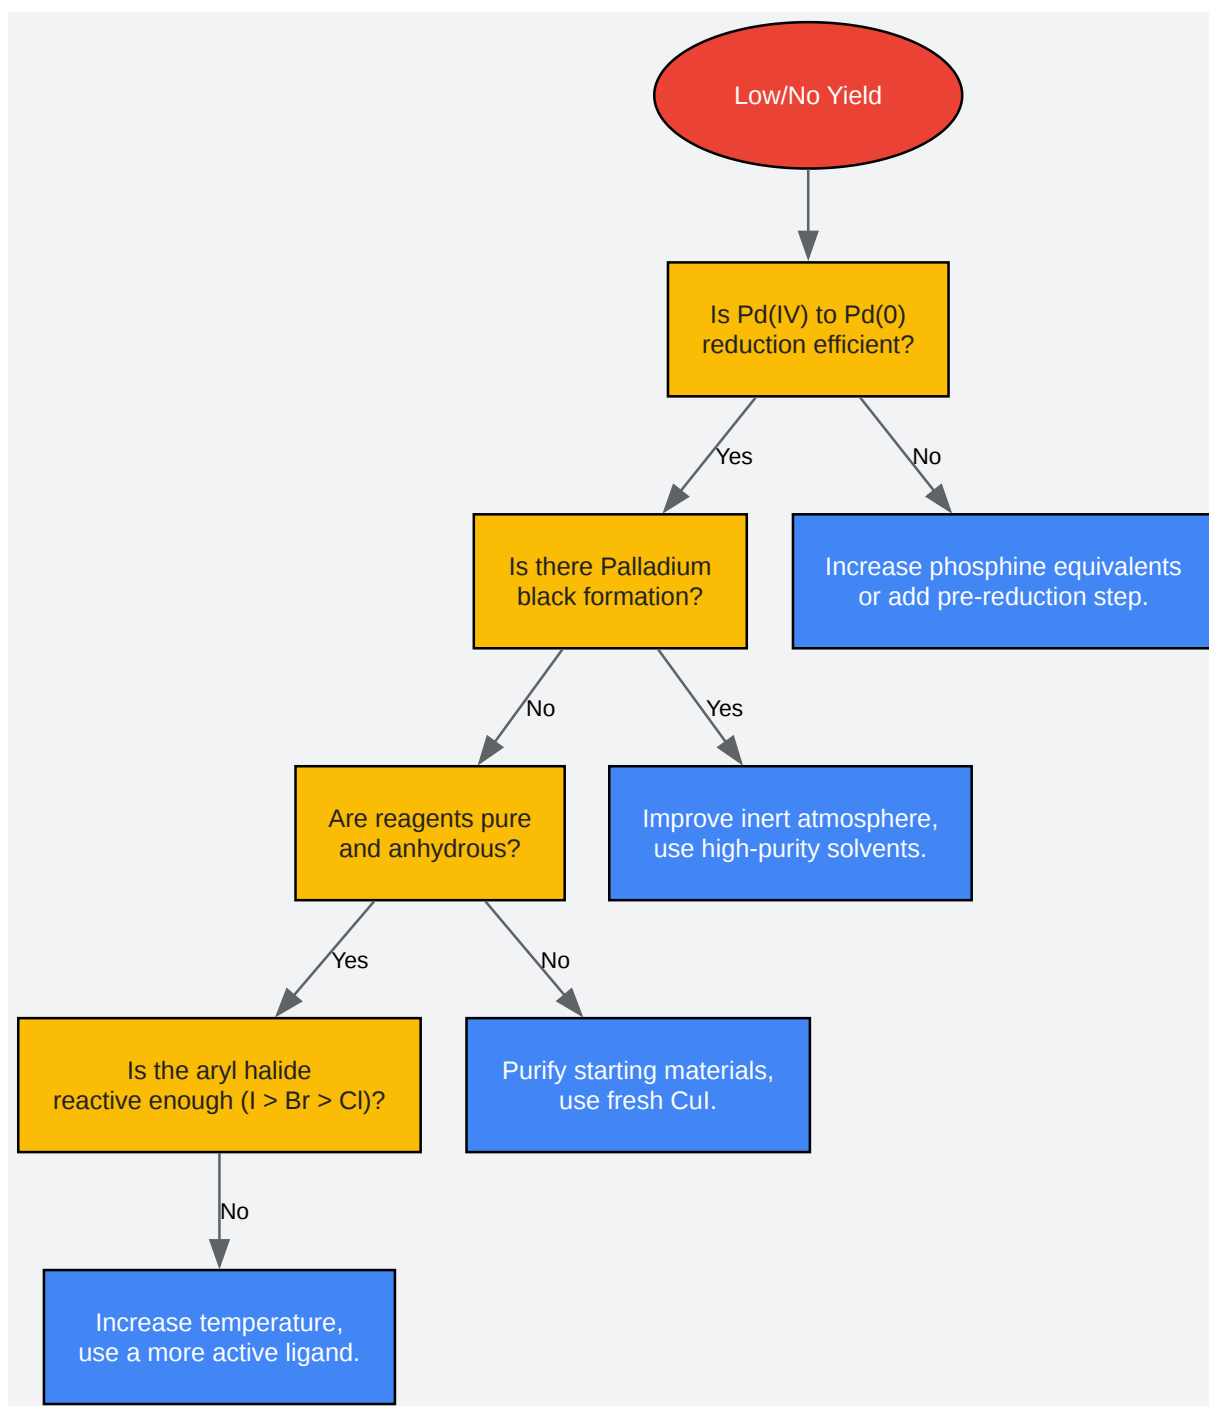 Low/No Yield
Is Pd(IV) to Pd(0)
reduction efficient?
Yes
No
Is there Palladium
black formation?
Increase phosphine equivalents
or add pre-reduction step.
No
Yes
Are reagents pure
and anhydrous?
Improve inert atmosphere,
use high-purity solvents.
Yes
No
Is the aryl halide
reactive enough (I > Br > Cl)?
Purify starting materials,
use fresh CuI.
No
Increase temperature,
use a more active ligand.